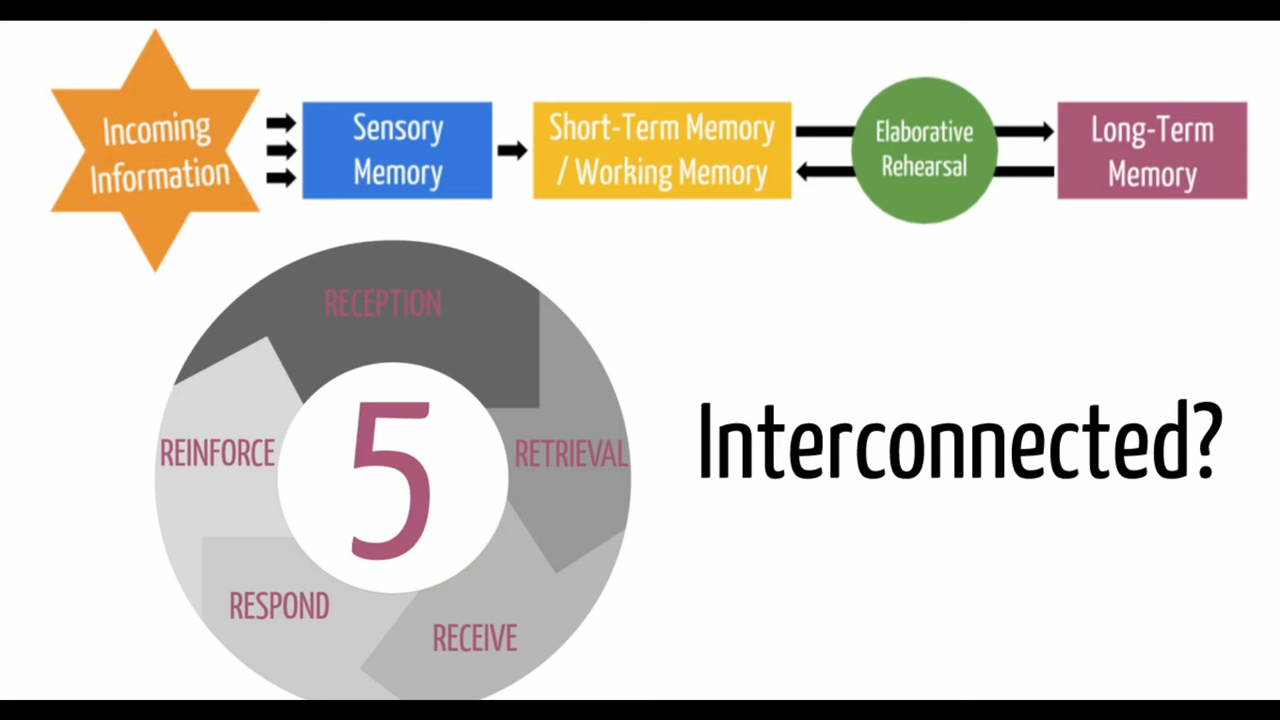 Incoming
Information
Sensory
Memory
Short-Term Memory
/ Working Memory
Elaborative
Rehearsal
Long-Term
Memory
RECEPTION
REINFORCE
5
RETRIEVAL
RESPOND
RECEIVE
Interconnected?